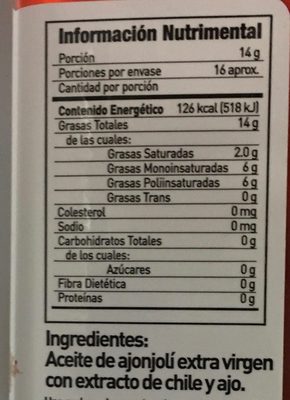 Información Nutrimental
Porción 14 g
Porciones por envase 16 aprox.
Cantidad por porción
Contenido Energético 126 kcal (518 kJ)
Grasas Totales 14 g
de las cuales:
Grasas Saturadas 2.0 g
Grasas Monoinsaturadas 6 g
Grasas Poliinsaturadas 6 g
Grasas Trans 0 g
Colesterol 0 mg
Sodio 0 mg
Carbohidratos Totales 0 g
de los cuales:
Azúcares 0 g
Fibra Dietética 0 g
Proteínas 0 g
Ingredientes:
Aceite de ajonjolí extra virgen
con extracto de chile y ajo.